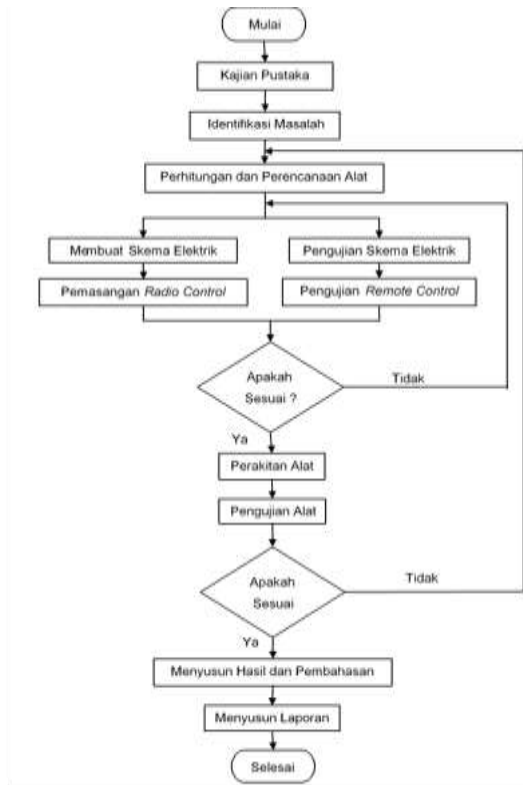 Mulai
Kajian Pustaka
Identifikasi Masalah
Perhitungan dan Perencanaan Alat
Membuat Skema Elektrik
Pengujian Skema Elektrik
Pemasangan Radio Control
Pengujian Remote Control
Apakah
Sesuai ?
Tidak
Ya
Perakitan Alat
Pengujian Alat
Apakah
Sesuai
Tidak
Ya
Menyusun Hasil dan Pembahasan
Menyusun Laporan
Selesai